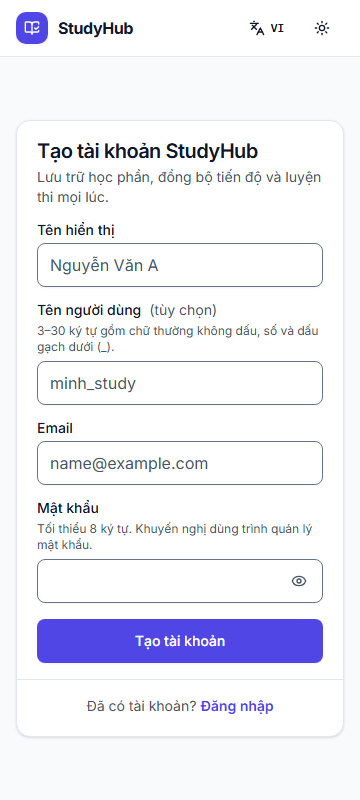 StudyHub
VI
Tạo tài khoản StudyHub
Lưu trữ học phần, đồng bộ tiến độ và luyện
thi mọi lúc.
Tên hiển thị
Nguyễn Văn A
Tên người dùng (tùy chọn)
3–30 ký tự gồm chữ thường không dấu, số và dấu
gạch dưới (_).
minh_study
Email
name@example.com
Mật khẩu
Tối thiểu 8 ký tự. Khuyến nghị dùng trình quản lý
mật khẩu.
Tạo tài khoản
Đã có tài khoản? Đăng nhập